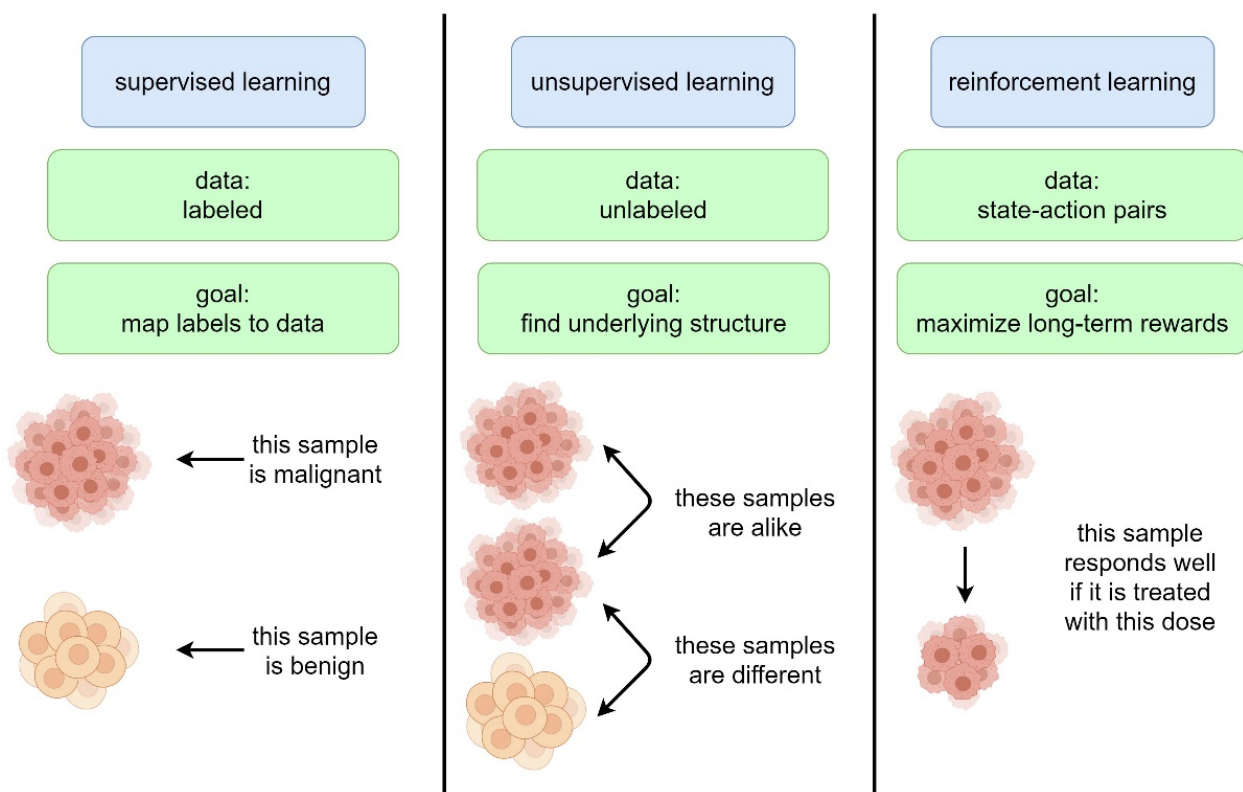 supervised learning
data:
labeled
goal:
map labels to data
this sample
is malignant
this sample
is benign
unsupervised learning
data:
unlabeled
goal:
find underlying structure
these samples
are alike
these samples
are different
reinforcement learning
data:
state-action pairs
goal:
maximize long-term rewards
this sample
responds well
if it is treated
with this dose